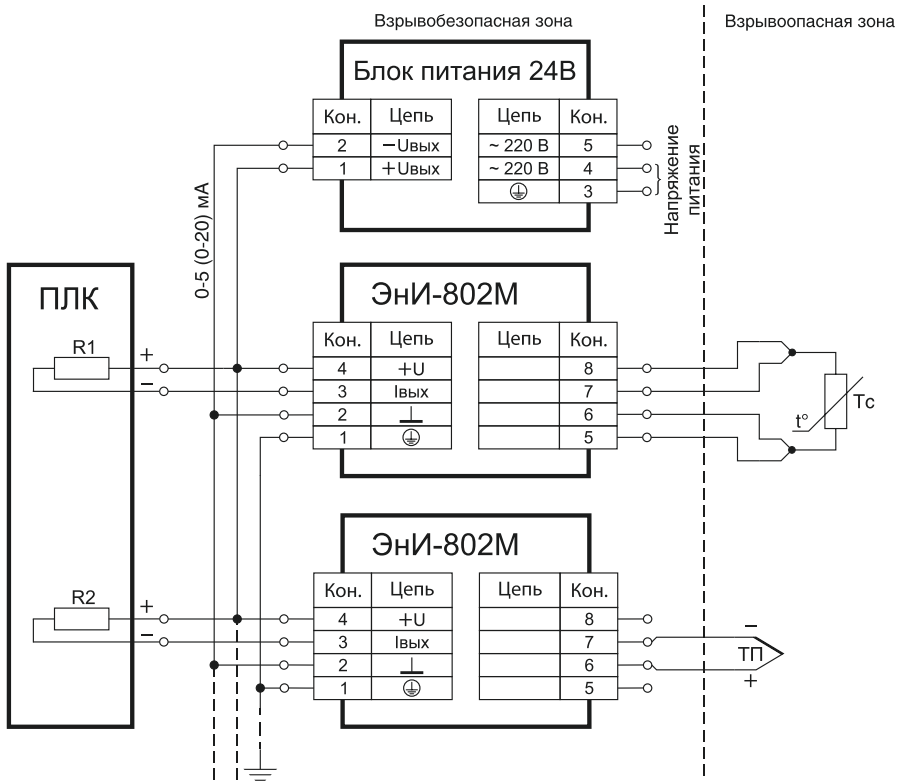 Взрывобезопасная зона
Взрывоопасная зона
Блок питания 24В
Кон. Цепь Цепь Кон.
2 −Uвых ~ 220 В 5
1 +Uвых ~ 220 В 4
3
Напряжение
питания
0-5 (0-20) мА
ПЛК
ЭнИ-802М
Кон. Цепь Цепь Кон.
R1 + 4 +U 8
− 3 Iвых 7
2 6
1 5
t° Тс
ЭнИ-802М
Кон. Цепь Цепь Кон.
R2 + 4 +U 8
− 3 Iвых 7 −
2 6 ТП
1 5 +